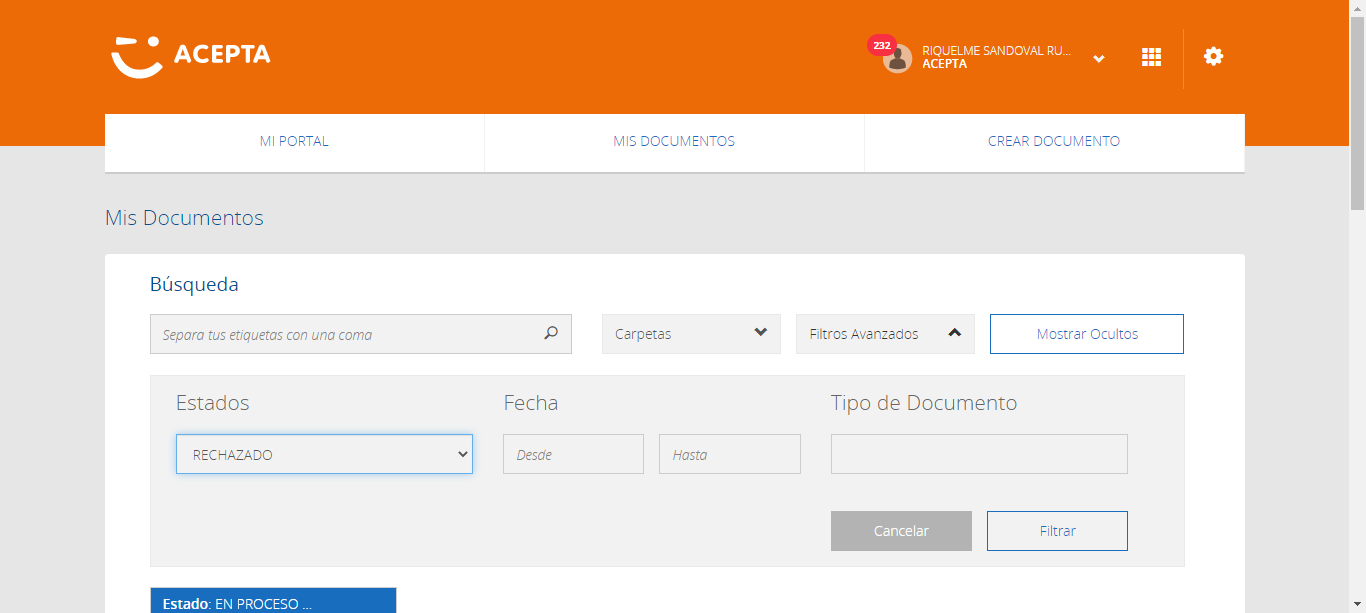 ACEPTA
232
RIQUELME SANDOVAL RU...
ACEPTA
MI PORTAL
MIS DOCUMENTOS
CREAR DOCUMENTO
Mis Documentos
Búsqueda
Separa tus etiquetas con una coma
Carpetas
Filtros Avanzados
Mostrar Ocultos
Estados
Fecha
Tipo de Documento
RECHAZADO
Desde
Hasta
Cancelar
Filtrar
Estado: EN PROCESO ...